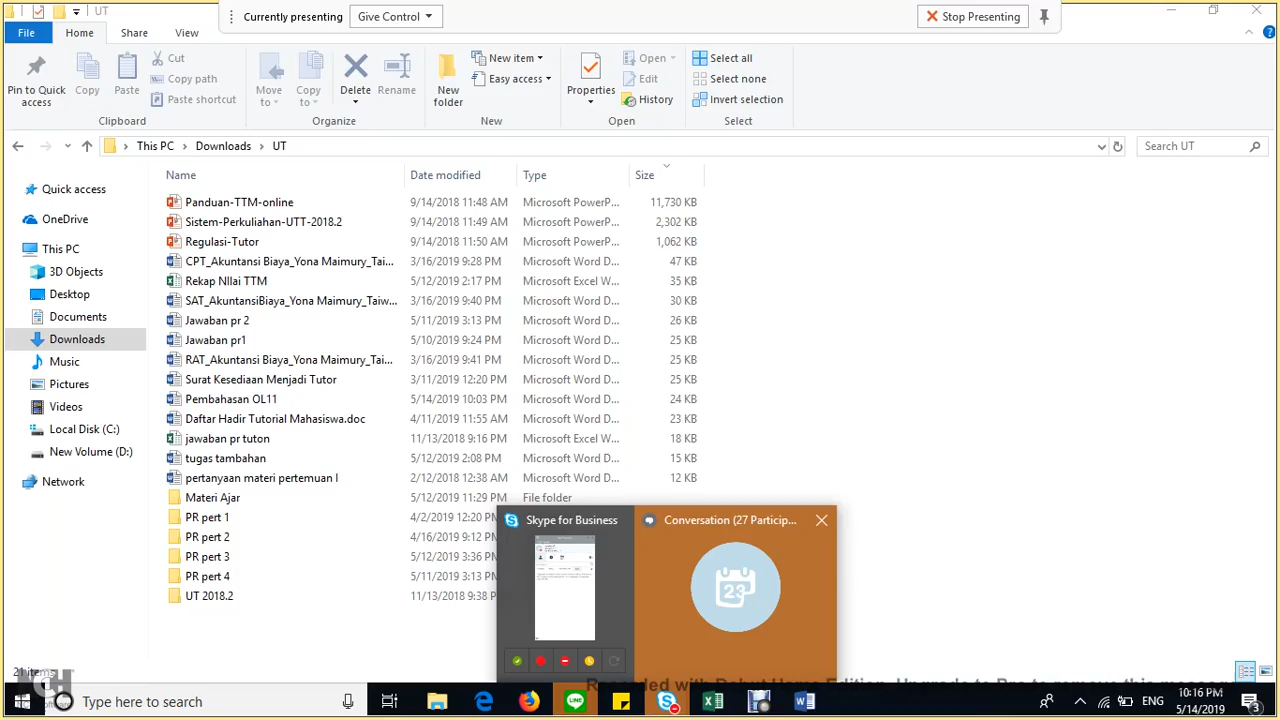 UT
Currently presenting
Give Control
Stop Presenting
File
Home
Share
View
Pin to Quick access
Copy
Paste
Cut
Copy path
Paste shortcut
Clipboard
Move to
Copy to
Delete
Rename
Organize
New folder
New item
Easy access
New
Properties
Open
Edit
History
Open
Select all
Select none
Invert selection
Select
This PC
Downloads
UT
Search UT
Name
Date modified
Type
Size
Quick access
OneDrive
This PC
3D Objects
Desktop
Documents
Downloads
Music
Pictures
Videos
Local Disk (C:)
New Volume (D:)
Network
Panduan-TTM-online 9/14/2018 11:48 AM Microsoft PowerP... 11,730 KB
Sistem-Perkuliahan-UTT-2018.2 9/14/2018 11:49 AM Microsoft PowerP... 2,302 KB
Regulasi-Tutor 9/14/2018 11:50 AM Microsoft PowerP... 1,062 KB
CPT_Akuntansi Biaya_Yona Maimury_Tai... 3/16/2019 9:28 PM Microsoft Word D... 47 KB
Rekap NIlai TTM 5/12/2019 2:17 PM Microsoft Excel W... 35 KB
SAT_AkuntansiBiaya_Yona Maimury_Taiw... 3/16/2019 9:40 PM Microsoft Word D... 30 KB
Jawaban pr 2 5/11/2019 3:13 PM Microsoft Word D... 26 KB
Jawaban pr1 5/10/2019 9:24 PM Microsoft Word D... 25 KB
RAT_Akuntansi Biaya_Yona Maimury_Tai... 3/16/2019 9:41 PM Microsoft Word D... 25 KB
Surat Kesediaan Menjadi Tutor 3/11/2019 12:20 PM Microsoft Word D... 25 KB
Pembahasan OL11 5/14/2019 10:03 PM Microsoft Word D... 24 KB
Daftar Hadir Tutorial Mahasiswa.doc 4/11/2019 11:55 AM Microsoft Word D... 23 KB
jawaban pr tuton 11/13/2018 9:16 PM Microsoft Excel W... 18 KB
tugas tambahan 5/12/2019 2:08 PM Microsoft Word D... 15 KB
pertanyaan materi pertemuan I 2/12/2018 12:38 AM Microsoft Word D... 12 KB
Materi Ajar 5/12/2019 11:29 PM File folder
PR pert 1 4/2/2019 12:20 PM
PR pert 2 4/16/2019 9:12 PM
PR pert 3 5/12/2019 3:36 PM
PR pert 4 5/11/2019 3:13 PM
UT 2018.2 11/13/2018 9:38 PM
Skype for Business
Conversation (27 Particip...
23
21 items
Recorded with Debut Home Edition. Upgrade to Pro to remove this message
Type here to search
LINE
ENG
10:16 PM
5/14/2019
3